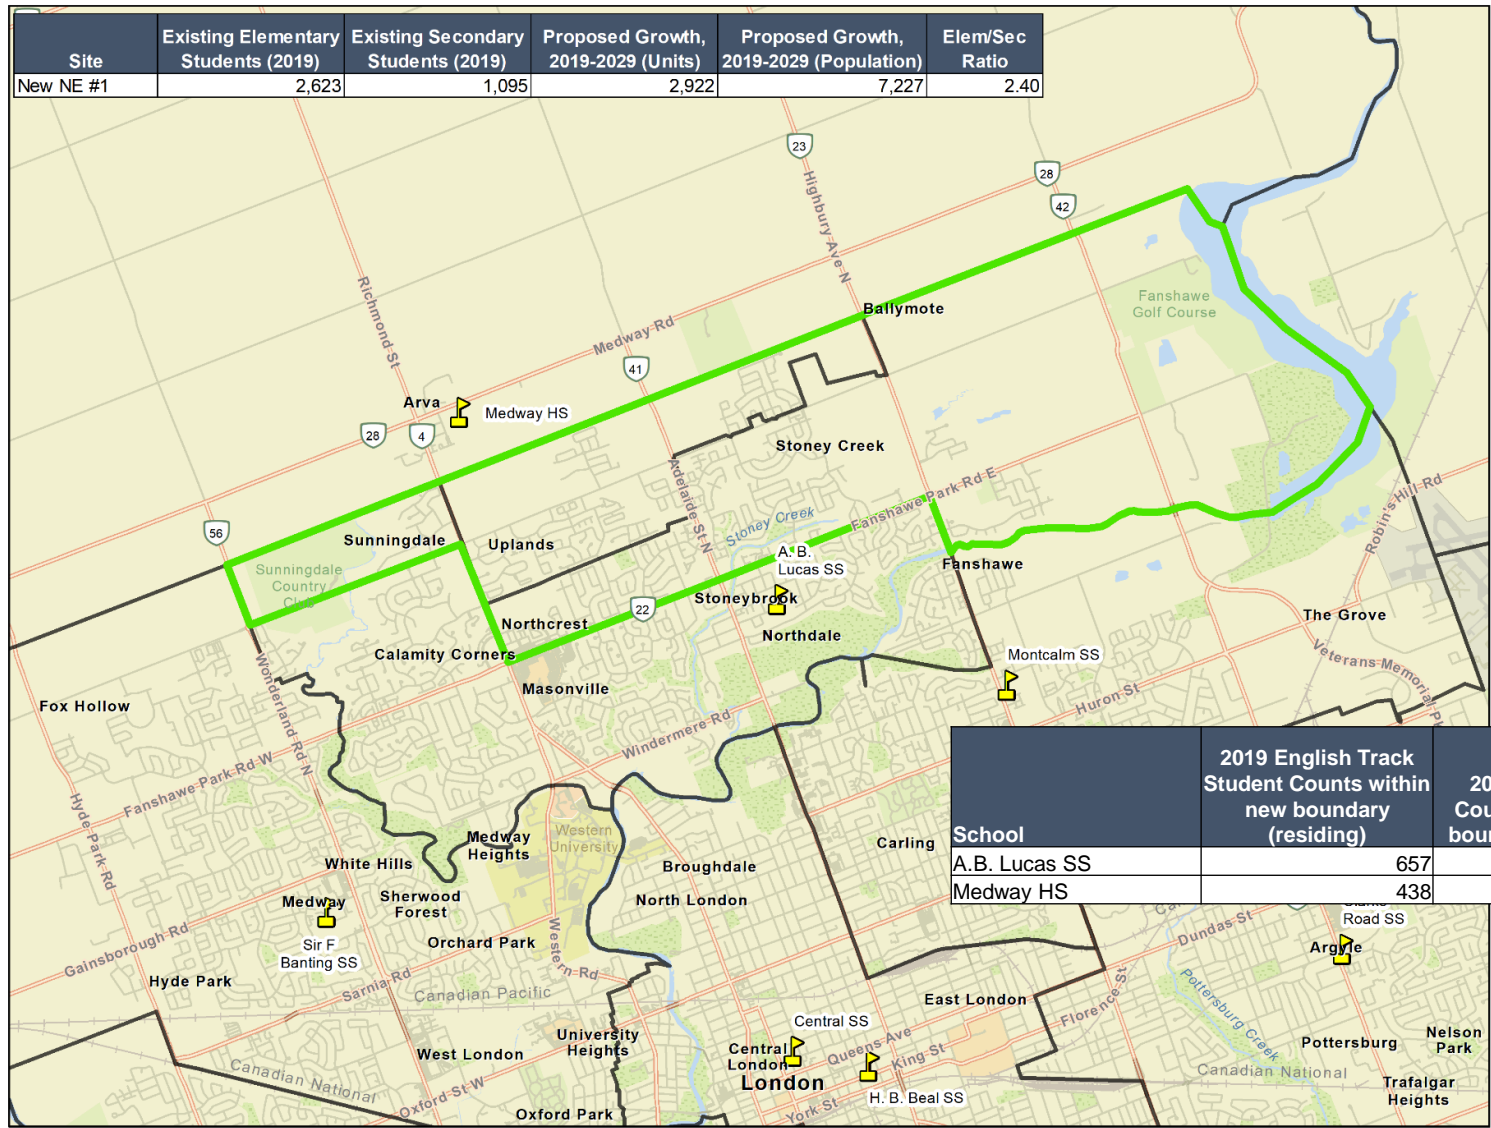 Site
Existing Elementary Students (2019)
Existing Secondary Students (2019)
Proposed Growth, 2019-2029 (Units)
Proposed Growth, 2019-2029 (Population)
Elem/Sec Ratio
New NE #1 2,623 1,095 2,922 7,227 2.40
23
28
42
Highbury Ave N
Richmond St
Fanshawe
Golf Course
Ballymote
Medway Rd
41
Arva
Medway HS
28
4
Stoney Creek
Adelaide St N
Fanshawe Park Rd E
Robin's Hill Rd
56
Stoney Creek
Sunningdale
Uplands
A. B.
Lucas SS
Fanshawe
Sunningdale
Country
Club
Stoneybrook
22
Northcrest
Northdale
The Grove
Calamity Corners
Montcalm SS
Veterans Memorial
Wonderland Rd N
Masonville
Huron St
Fox Hollow
Windermere Rd
Fanshawe Park Rd W
Hyde Park Rd
School
2019 English Track
Student Counts within
new boundary
(residing)
20
Cou
bour
A.B. Lucas SS 657
Medway HS 438
Medway
Heights
Western
University
Carling
White Hills
Broughdale
Sherwood
Forest
North London
Medway
Road SS
Dundas St
Argyle
Sir F
Banting SS
Orchard Park
Gainsborough Rd
Western Rd
Hyde Park
Sarnia Rd
Canadian Pacific
East London
Florence St
Pottersburg Creek
Central SS
Queens Ave
King St
University
Heights
West London
Central
London
London
Pottersburg
Nelson
Park
Canadian National
Canadian National
Trafalgar
Heights
H. B. Beal SS
Oxford St W
Oxford Park
York St